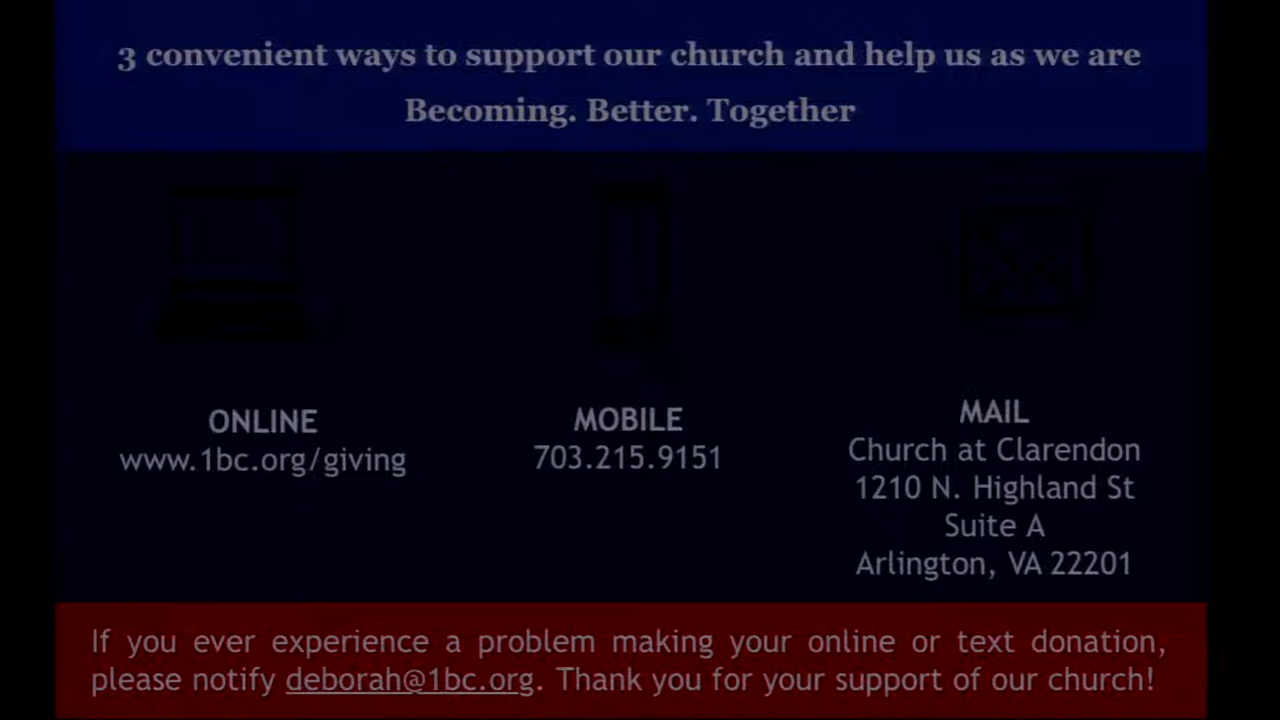 3 convenient ways to support our church and help us as we are
Becoming. Better. Together
ONLINE
www.1bc.org/giving
MOBILE
703.215.9151
MAIL
Church at Clarendon
1210 N. Highland St
Suite A
Arlington, VA 22201
If you ever experience a problem making your online or text donation,
please notify deborah@1bc.org. Thank you for your support of our church!